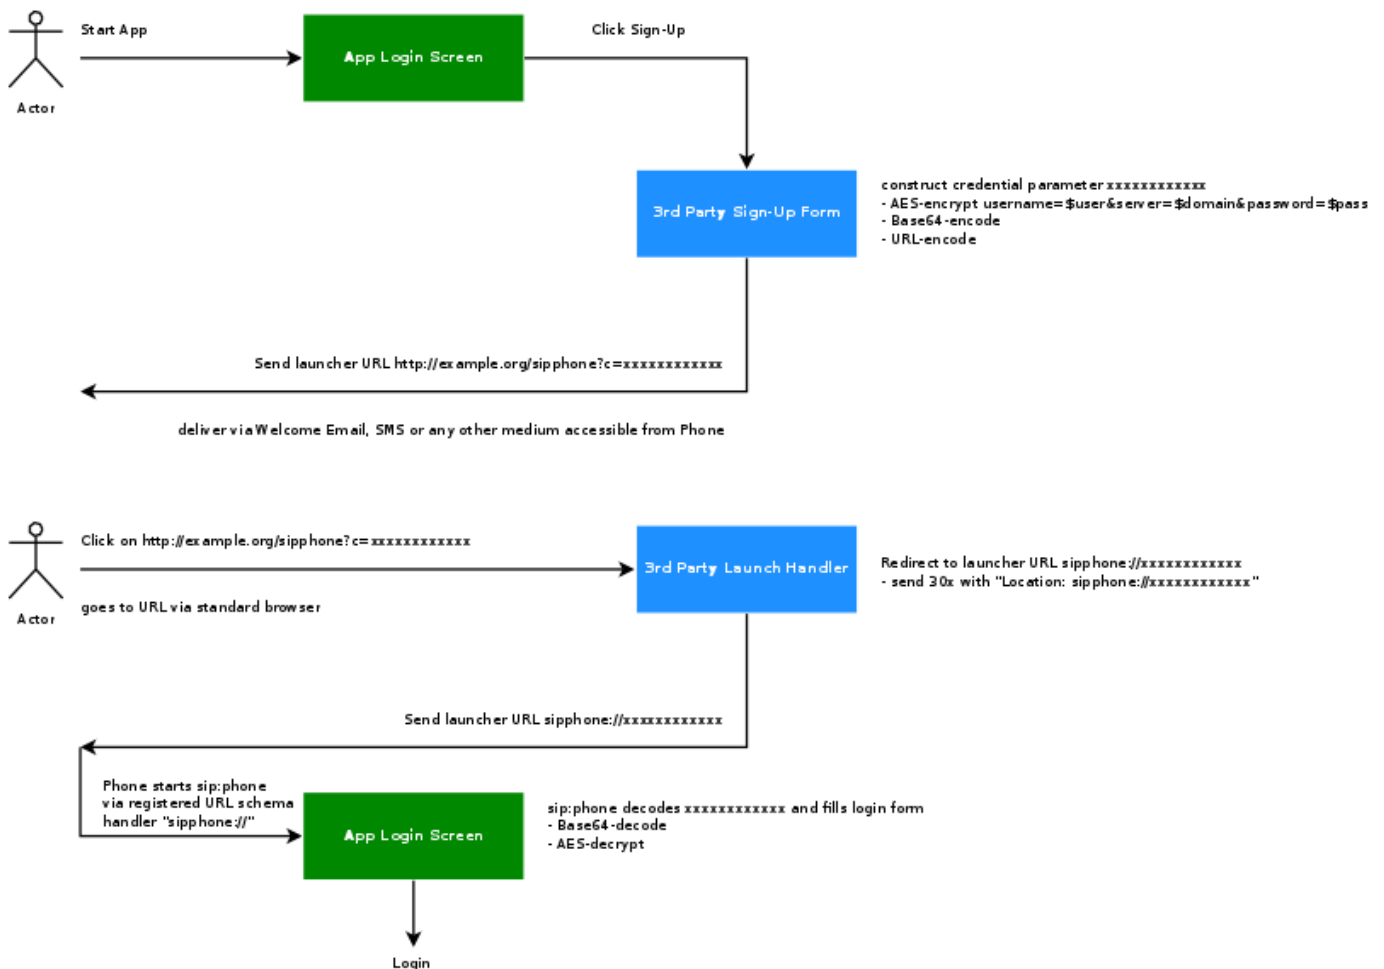 Start App
Click Sign-Up
App Login Screen
Actor
3rd Party Sign-Up Form
construct credential parameter xxxxxxxxxxxx
- AES-encrypt username=$user&server=$domain&password=$pass
- Base64-encode
- URL-encode
Send launcher URL http://example.org/sipphone?c=xxxxxxxxxxxx
deliver via Welcome Email, SMS or any other medium accessible from Phone
Click on http://example.org/sipphone?c=xxxxxxxxxxxx
goes to URL via standard browser
Actor
3rd Party Launch Handler
Redirect to launcher URL sipphone://xxxxxxxxxxxx
- send 30x with "Location: sipphone://xxxxxxxxxxxx"
Send launcher URL sipphone://xxxxxxxxxxxx
Phone starts sip:phone
via registered URL schema
handler "sipphone://"
App Login Screen
sip:phone decodes xxxxxxxxxxxx and fills login form
- Base64-decode
- AES-decrypt
Login